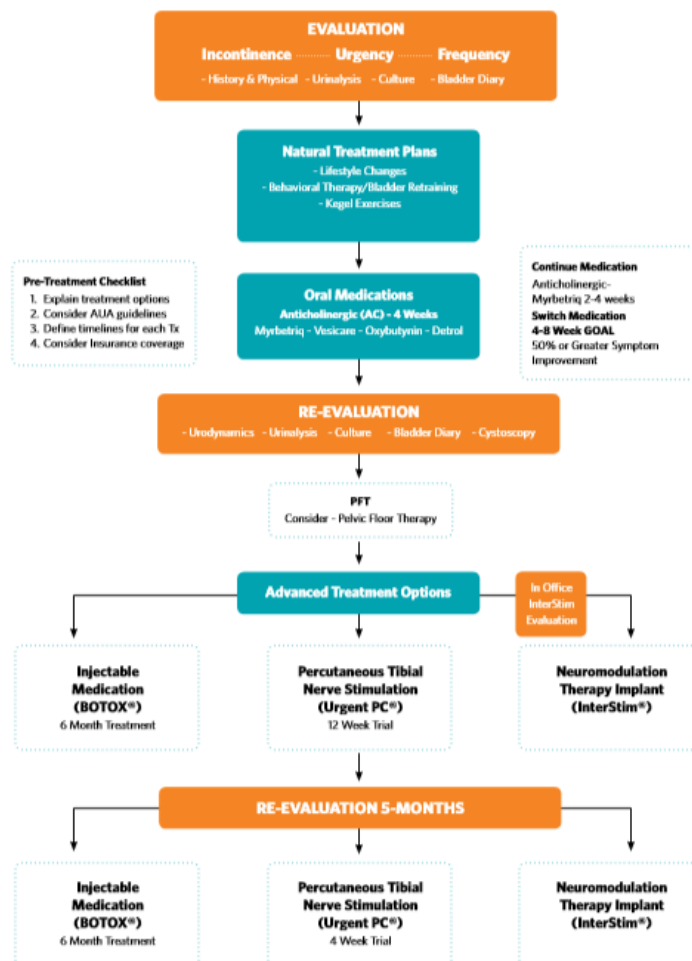 EVALUATION
Incontinence Urgency Frequency
- History & Physical - Urinalysis - Culture - Bladder Diary
Natural Treatment Plans
- Lifestyle Changes
- Behavioral Therapy/Bladder Retraining
- Kegel Exercises
Pre-Treatment Checklist
1. Explain treatment options
2. Consider AUA guidelines
3. Define timelines for each Tx
4. Consider Insurance coverage
Oral Medications
Anticholinergic (AC) - 4 Weeks
Myrbetriq - Vesicare - Oxybutynin - Detrol
Continue Medication
Anticholinergic-
Myrbetriq 2-4 weeks
Switch Medication
4-8 Week GOAL
50% or Greater Symptom
Improvement
RE-EVALUATION
- Urodynamics - Urinalysis - Culture - Bladder Diary - Cystoscopy
PFT
Consider - Pelvic Floor Therapy
Advanced Treatment Options
In Office
InterStim
Evaluation
Injectable
Medication
(BOTOX®)
6 Month Treatment
Percutaneous Tibial
Nerve Stimulation
(Urgent PC®)
12 Week Trial
Neuromodulation
Therapy Implant
(InterStim®)
RE-EVALUATION 5-MONTHS
Injectable
Medication
(BOTOX®)
6 Month Treatment
Percutaneous Tibial
Nerve Stimulation
(Urgent PC®)
4 Week Trial
Neuromodulation
Therapy Implant
(InterStim®)